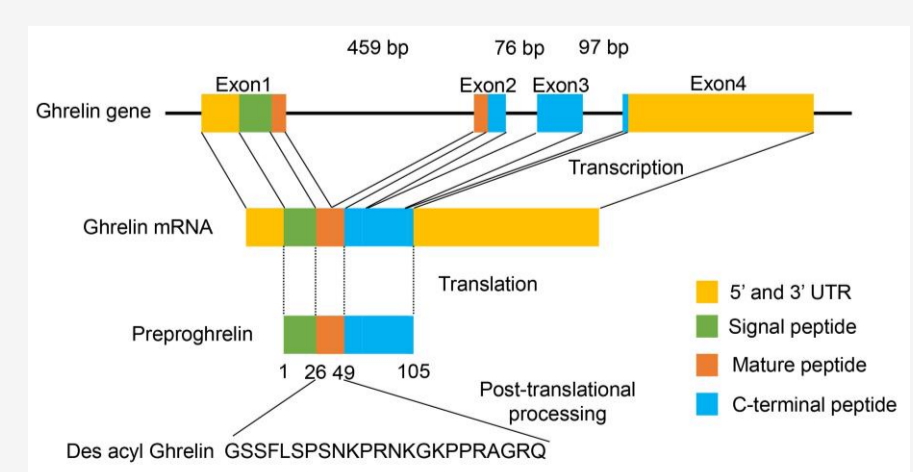 459 bp 76 bp 97 bp
Exon1 Exon2 Exon3 Exon4
Ghrelin gene
Transcription
Ghrelin mRNA
Translation
5’ and 3’ UTR
Signal peptide
Mature peptide
C-terminal peptide
Preproghrelin
1 26 49 105
Post-translational
processing
Des acyl Ghrelin GSSFLSPSNKPRNKGKPPRAGRQ